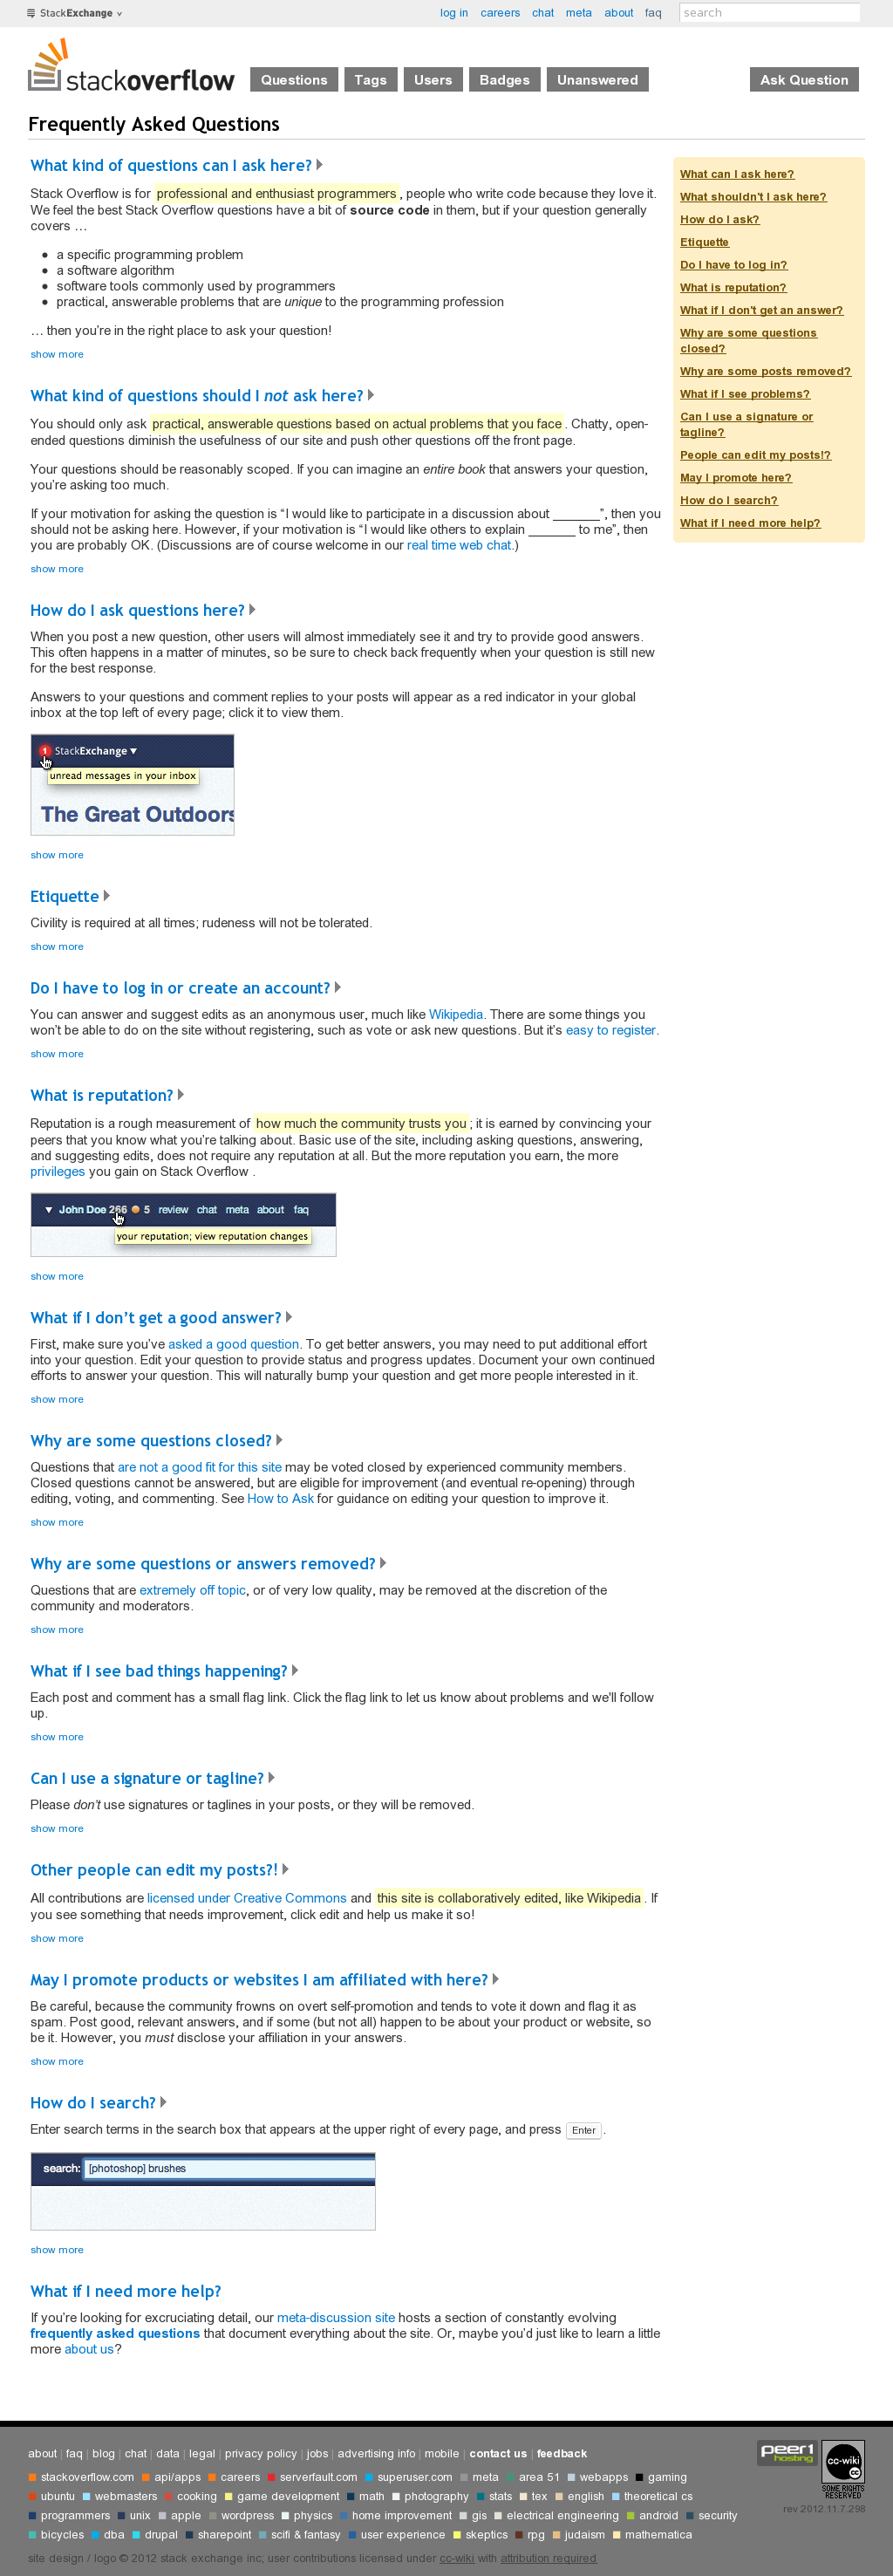 StackExchange
log in careers chat meta about faq search
stackoverflow
Questions Tags Users Badges Unanswered Ask Question
Frequently Asked Questions
What kind of questions can I ask here?
Stack Overflow is for professional and enthusiast programmers, people who write code because they love it.
We feel the best Stack Overflow questions have a bit of source code in them, but if your question generally
covers …
• a specific programming problem
• a software algorithm
• software tools commonly used by programmers
• practical, answerable problems that are unique to the programming profession
… then you’re in the right place to ask your question!
show more
What kind of questions should I not ask here?
You should only ask practical, answerable questions based on actual problems that you face. Chatty, open-
ended questions diminish the usefulness of our site and push other questions off the front page.
Your questions should be reasonably scoped. If you can imagine an entire book that answers your question,
you’re asking too much.
If your motivation for asking the question is “I would like to participate in a discussion about _______”, then you
should not be asking here. However, if your motivation is “I would like others to explain _______ to me”, then
you are probably OK. (Discussions are of course welcome in our real time web chat.)
show more
How do I ask questions here?
When you post a new question, other users will almost immediately see it and try to provide good answers.
This often happens in a matter of minutes, so be sure to check back frequently when your question is still new
for the best response.
Answers to your questions and comment replies to your posts will appear as a red indicator in your global
inbox at the top left of every page; click it to view them.
1 StackExchange
unread messages in your inbox
The Great Outdoors
show more
Etiquette
Civility is required at all times; rudeness will not be tolerated.
show more
Do I have to log in or create an account?
You can answer and suggest edits as an anonymous user, much like Wikipedia. There are some things you
won’t be able to do on the site without registering, such as vote or ask new questions. But it’s easy to register.
show more
What is reputation?
Reputation is a rough measurement of how much the community trusts you; it is earned by convincing your
peers that you know what you’re talking about. Basic use of the site, including asking questions, answering,
and suggesting edits, does not require any reputation at all. But the more reputation you earn, the more
privileges you gain on Stack Overflow .
John Doe 266 5 review chat meta about faq
your reputation; view reputation changes
show more
What if I don’t get a good answer?
First, make sure you’ve asked a good question. To get better answers, you may need to put additional effort
into your question. Edit your question to provide status and progress updates. Document your own continued
efforts to answer your question. This will naturally bump your question and get more people interested in it.
show more
Why are some questions closed?
Questions that are not a good fit for this site may be voted closed by experienced community members.
Closed questions cannot be answered, but are eligible for improvement (and eventual re-opening) through
editing, voting, and commenting. See How to Ask for guidance on editing your question to improve it.
show more
Why are some questions or answers removed?
Questions that are extremely off topic, or of very low quality, may be removed at the discretion of the
community and moderators.
show more
What if I see bad things happening?
Each post and comment has a small flag link. Click the flag link to let us know about problems and we'll follow
up.
show more
Can I use a signature or tagline?
Please don’t use signatures or taglines in your posts, or they will be removed.
show more
Other people can edit my posts?!
All contributions are licensed under Creative Commons and this site is collaboratively edited, like Wikipedia. If
you see something that needs improvement, click edit and help us make it so!
show more
May I promote products or websites I am affiliated with here?
Be careful, because the community frowns on overt self-promotion and tends to vote it down and flag it as
spam. Post good, relevant answers, and if some (but not all) happen to be about your product or website, so
be it. However, you must disclose your affiliation in your answers.
show more
How do I search?
Enter search terms in the search box that appears at the upper right of every page, and press Enter.
search: [photoshop] brushes
show more
What if I need more help?
If you’re looking for excruciating detail, our meta-discussion site hosts a section of constantly evolving
frequently asked questions that document everything about the site. Or, maybe you’d just like to learn a little
more about us?
What can I ask here?
What shouldn't I ask here?
How do I ask?
Etiquette
Do I have to log in?
What is reputation?
What if I don't get an answer?
Why are some questions
closed?
Why are some posts removed?
What if I see problems?
Can I use a signature or
tagline?
People can edit my posts!?
May I promote here?
How do I search?
What if I need more help?
about | faq | blog | chat | data | legal | privacy policy | jobs | advertising info | mobile | contact us | feedback
stackoverflow.com api/apps careers serverfault.com superuser.com meta area 51 webapps gaming
ubuntu webmasters cooking game development math photography stats tex english theoretical cs
programmers unix apple wordpress physics home improvement gis electrical engineering android security
bicycles dba drupal sharepoint scifi & fantasy user experience skeptics rpg judaism mathematica
site design / logo © 2012 stack exchange inc; user contributions licensed under cc-wiki with attribution required
peer1
hosting
cc-wiki
cc
SOME RIGHTS
RESERVED
rev 2012.11.7.298